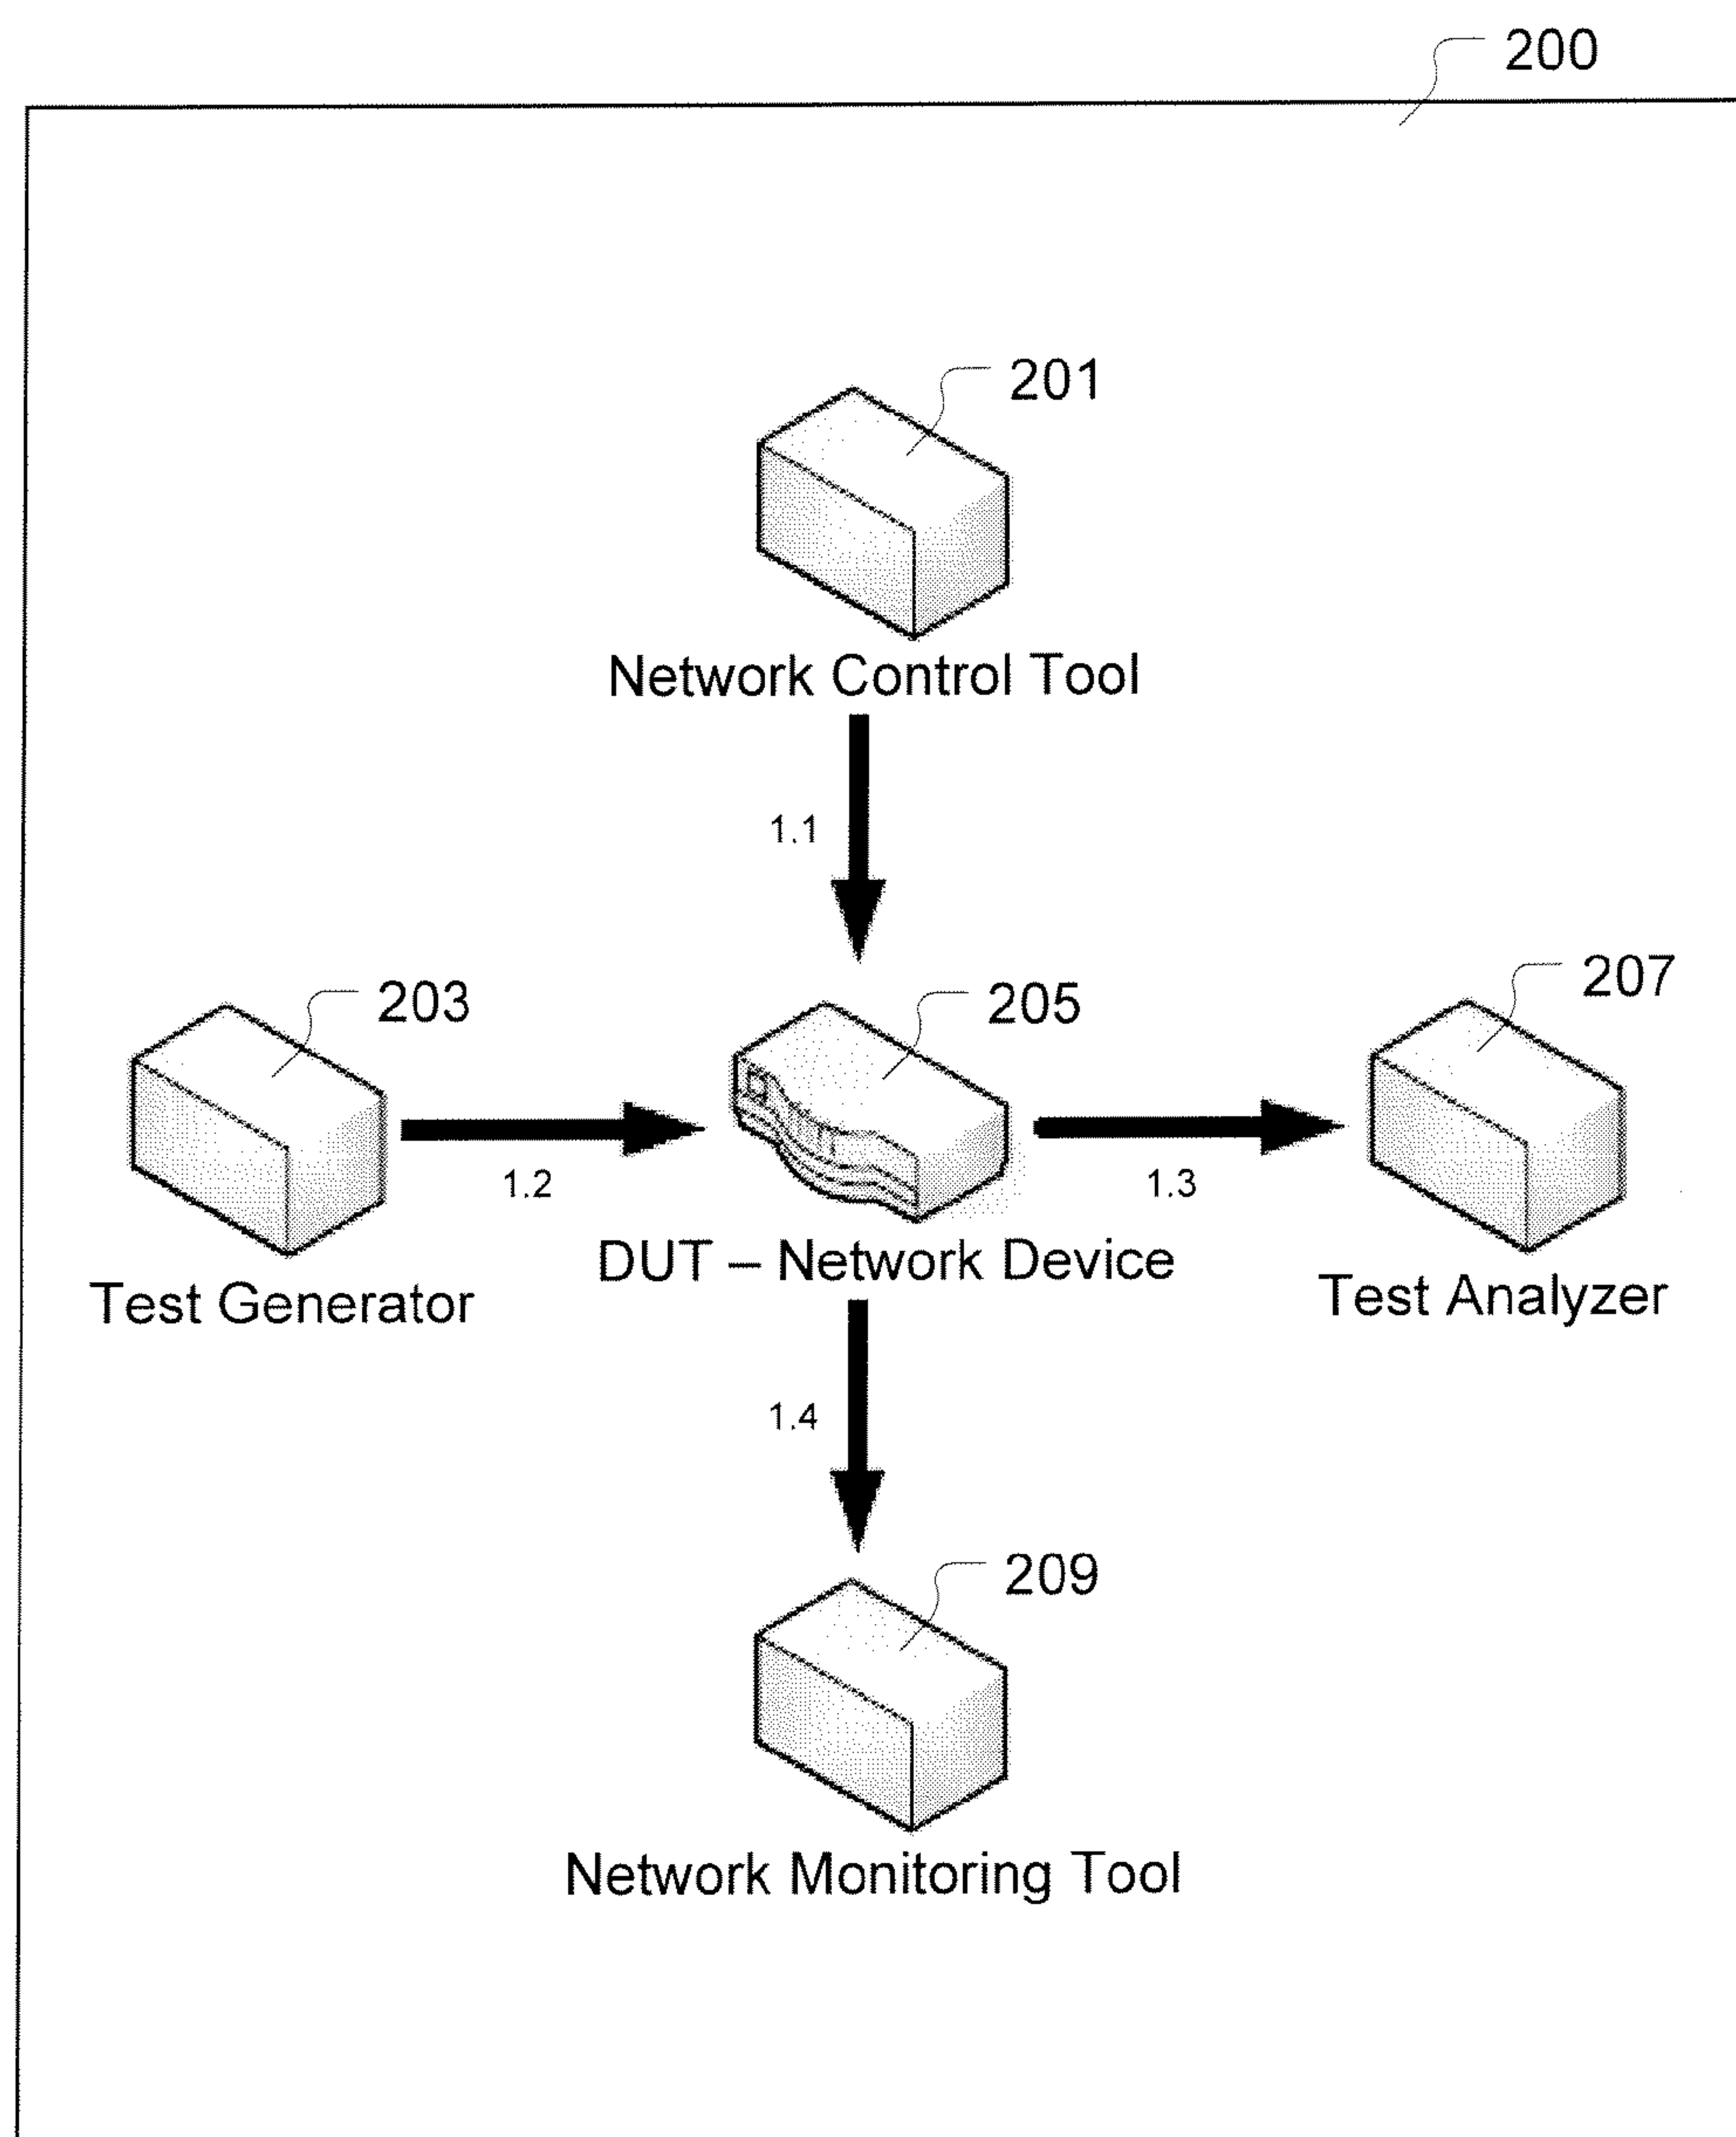 200
201
Network Control Tool
1.1
203
205
207
1.2
1.3
Test Generator
DUT – Network Device
Test Analyzer
1.4
209
Network Monitoring Tool